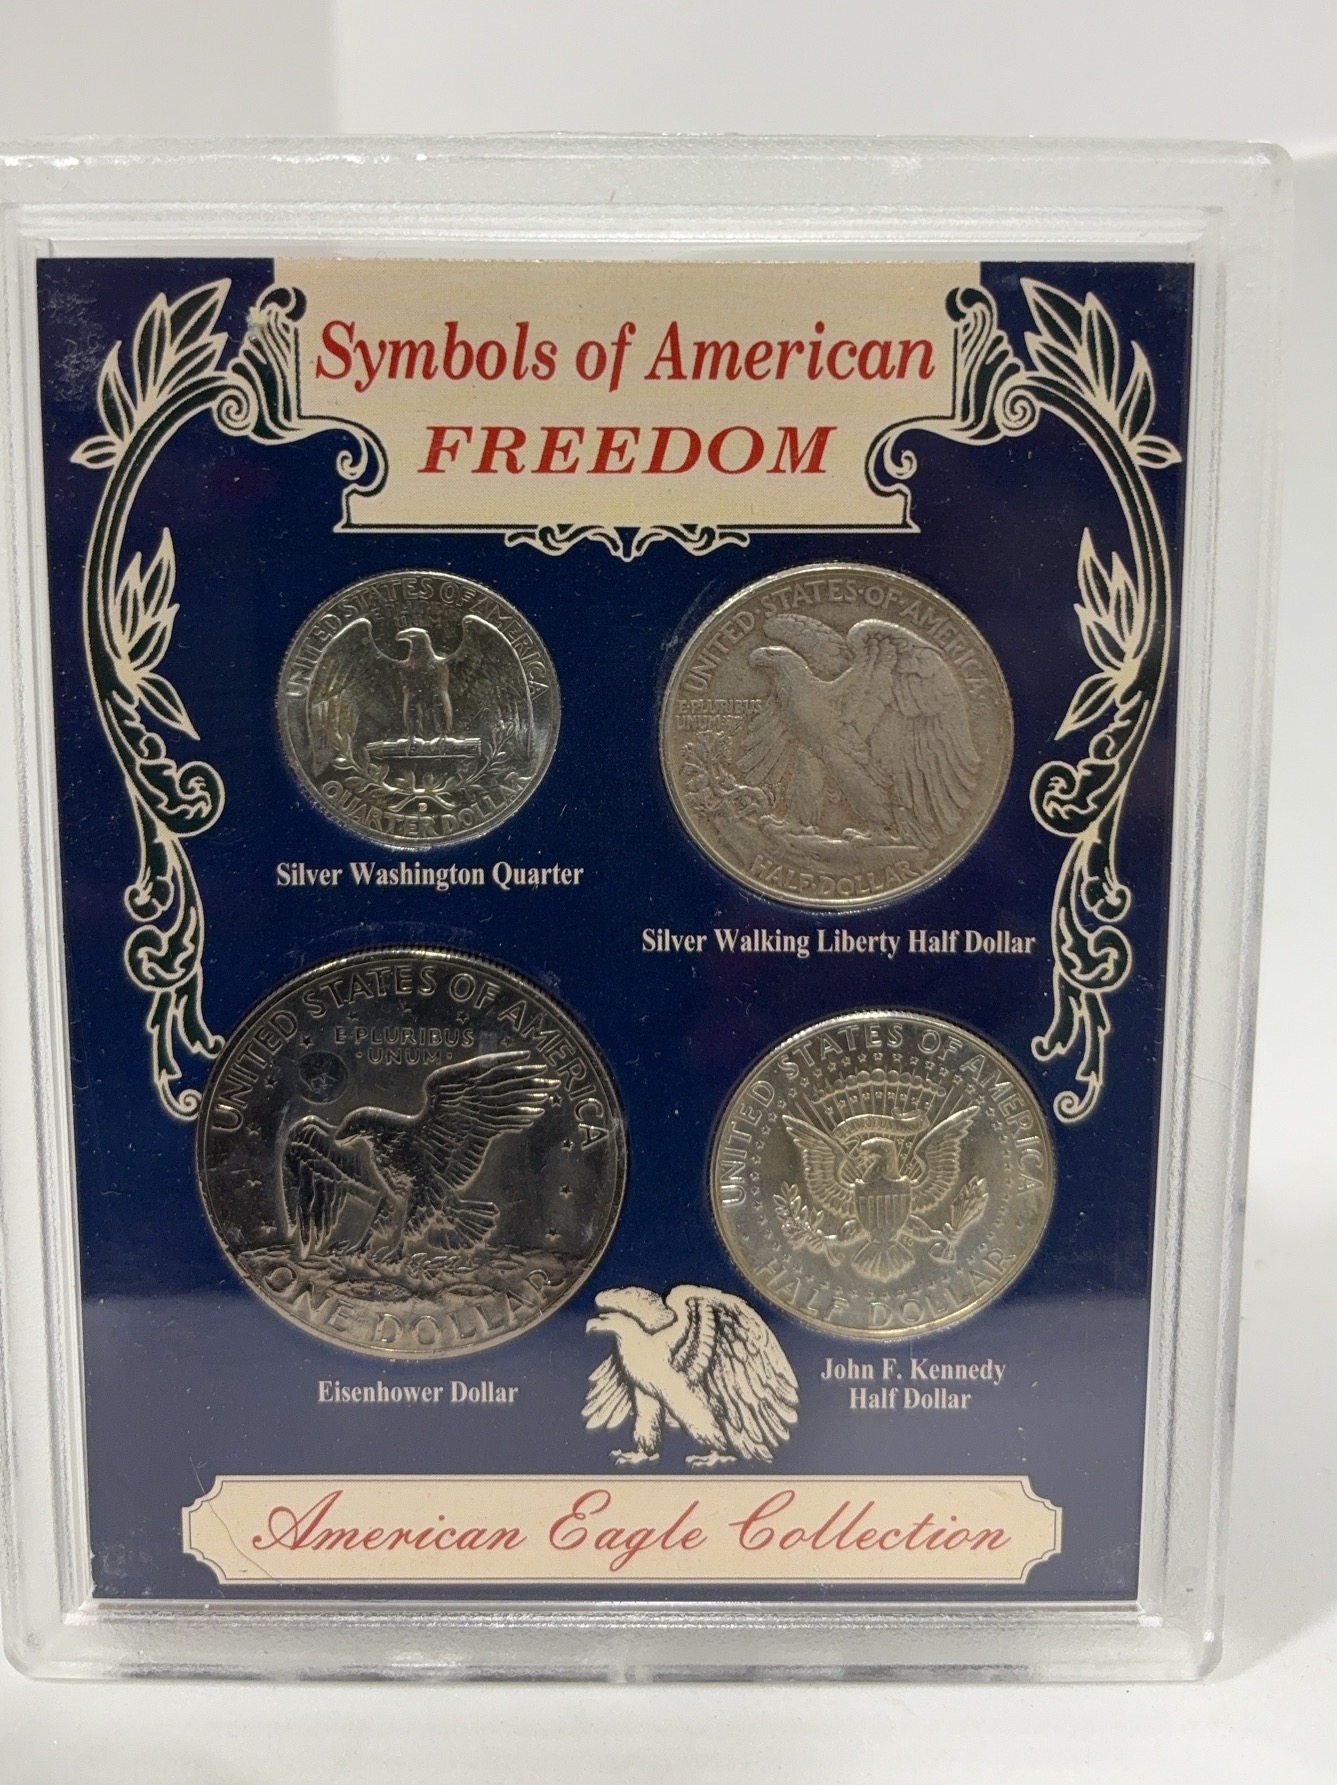 Symbols of American
FREEDOM
UNITED STATES OF AMERICA
D
QUARTER DOLLAR
Silver Washington Quarter
UNITED·STATES·OF·AMERICA
E·PLURIBUS
UNUM
HALF·DOLLAR
Silver Walking Liberty Half Dollar
UNITED STATES OF AMERICA
E·PLURIBUS
·UNUM·
ONE DOLLAR
Eisenhower Dollar
UNITED STATES OF AMERICA
HALF DOLLAR
John F. Kennedy
Half Dollar
American Eagle Collection